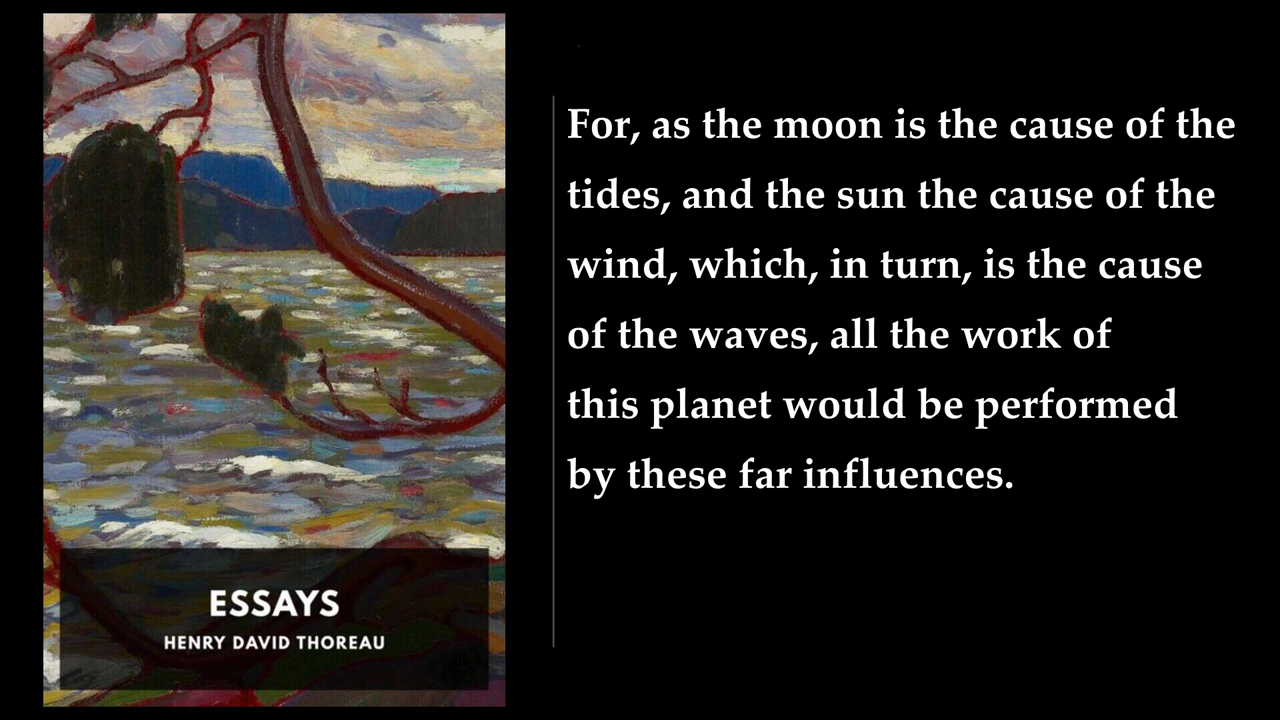 ESSAYS
HENRY DAVID THOREAU
For, as the moon is the cause of the
tides, and the sun the cause of the
wind, which, in turn, is the cause
of the waves, all the work of
this planet would be performed
by these far influences.